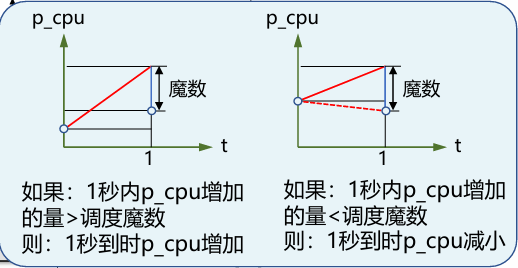 p_cpu
魔数
t
1
如果：1秒内p_cpu增加
的量>调度魔数
则：1秒到时p_cpu增加
p_cpu
魔数
t
1
如果：1秒内p_cpu增加
的量<调度魔数
则：1秒到时p_cpu减小